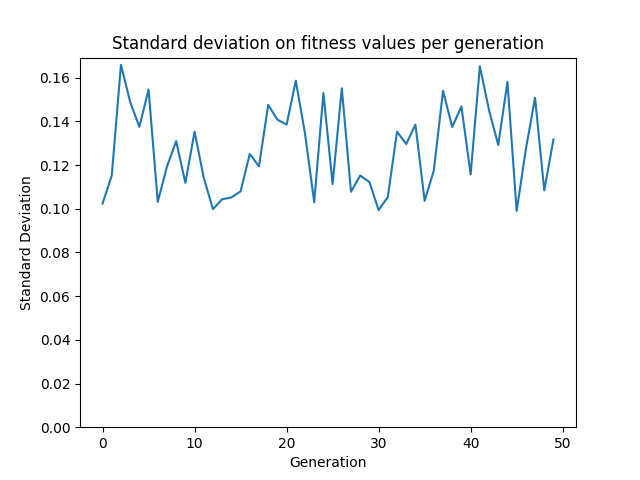 Standard deviation on fitness values per generation
0.16
0.14
0.12
0.10
0.08
0.06
0.04
0.02
0.00
Standard Deviation
0 10 20 30 40 50
Generation